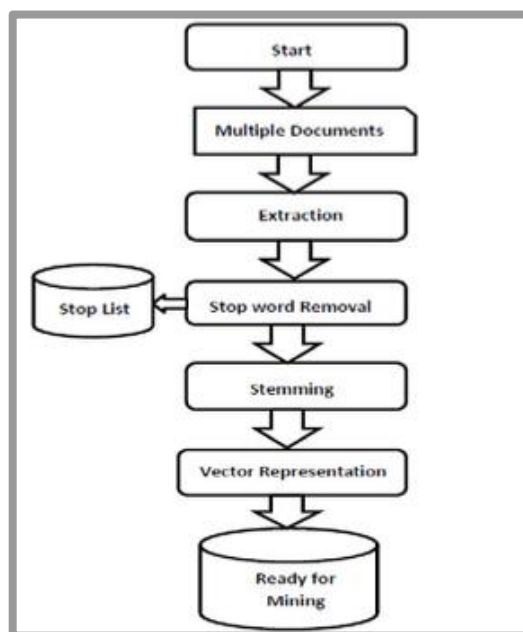 Start
Multiple Documents
Extraction
Stop List
Stop word Removal
Stemming
Vector Representation
Ready for
Mining